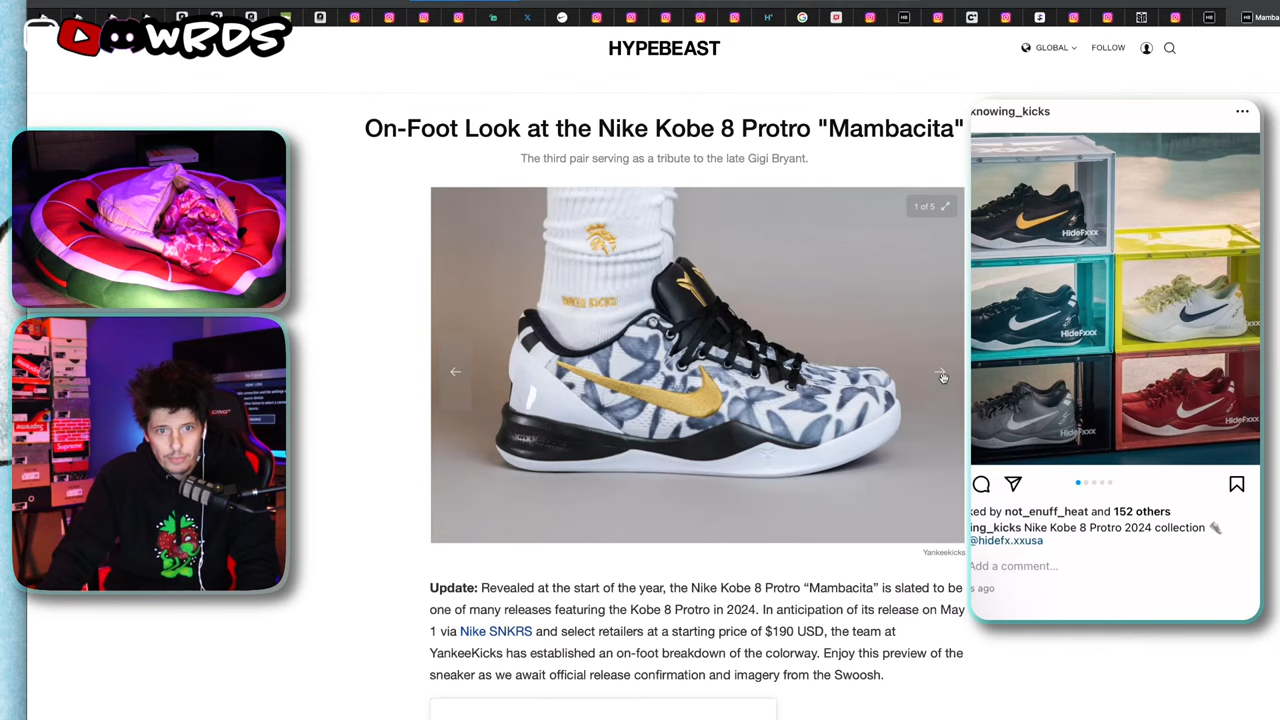 WRDS
HYPEBEAST
GLOBAL
FOLLOW
Mamba
On-Foot Look at the Nike Kobe 8 Protro "Mambacita"
The third pair serving as a tribute to the late Gigi Bryant.
1 of 5
YANKEE KICKS
Yankeekicks
Update: Revealed at the start of the year, the Nike Kobe 8 Protro “Mambacita” is slated to be
one of many releases featuring the Kobe 8 Protro in 2024. In anticipation of its release on May
1 via Nike SNKRS and select retailers at a starting price of $190 USD, the team at
YankeeKicks has established an on-foot breakdown of the colorway. Enjoy this preview of the
sneaker as we await official release confirmation and imagery from the Swoosh.
knowing_kicks
HideFxxx
HideFxxx
HideFxxx
HideFxxx
HideFxxx
ked by not_enuff_heat and 152 others
ing_kicks Nike Kobe 8 Protro 2024 collection
@hidefx.xxusa
Add a comment...
s ago
Supreme